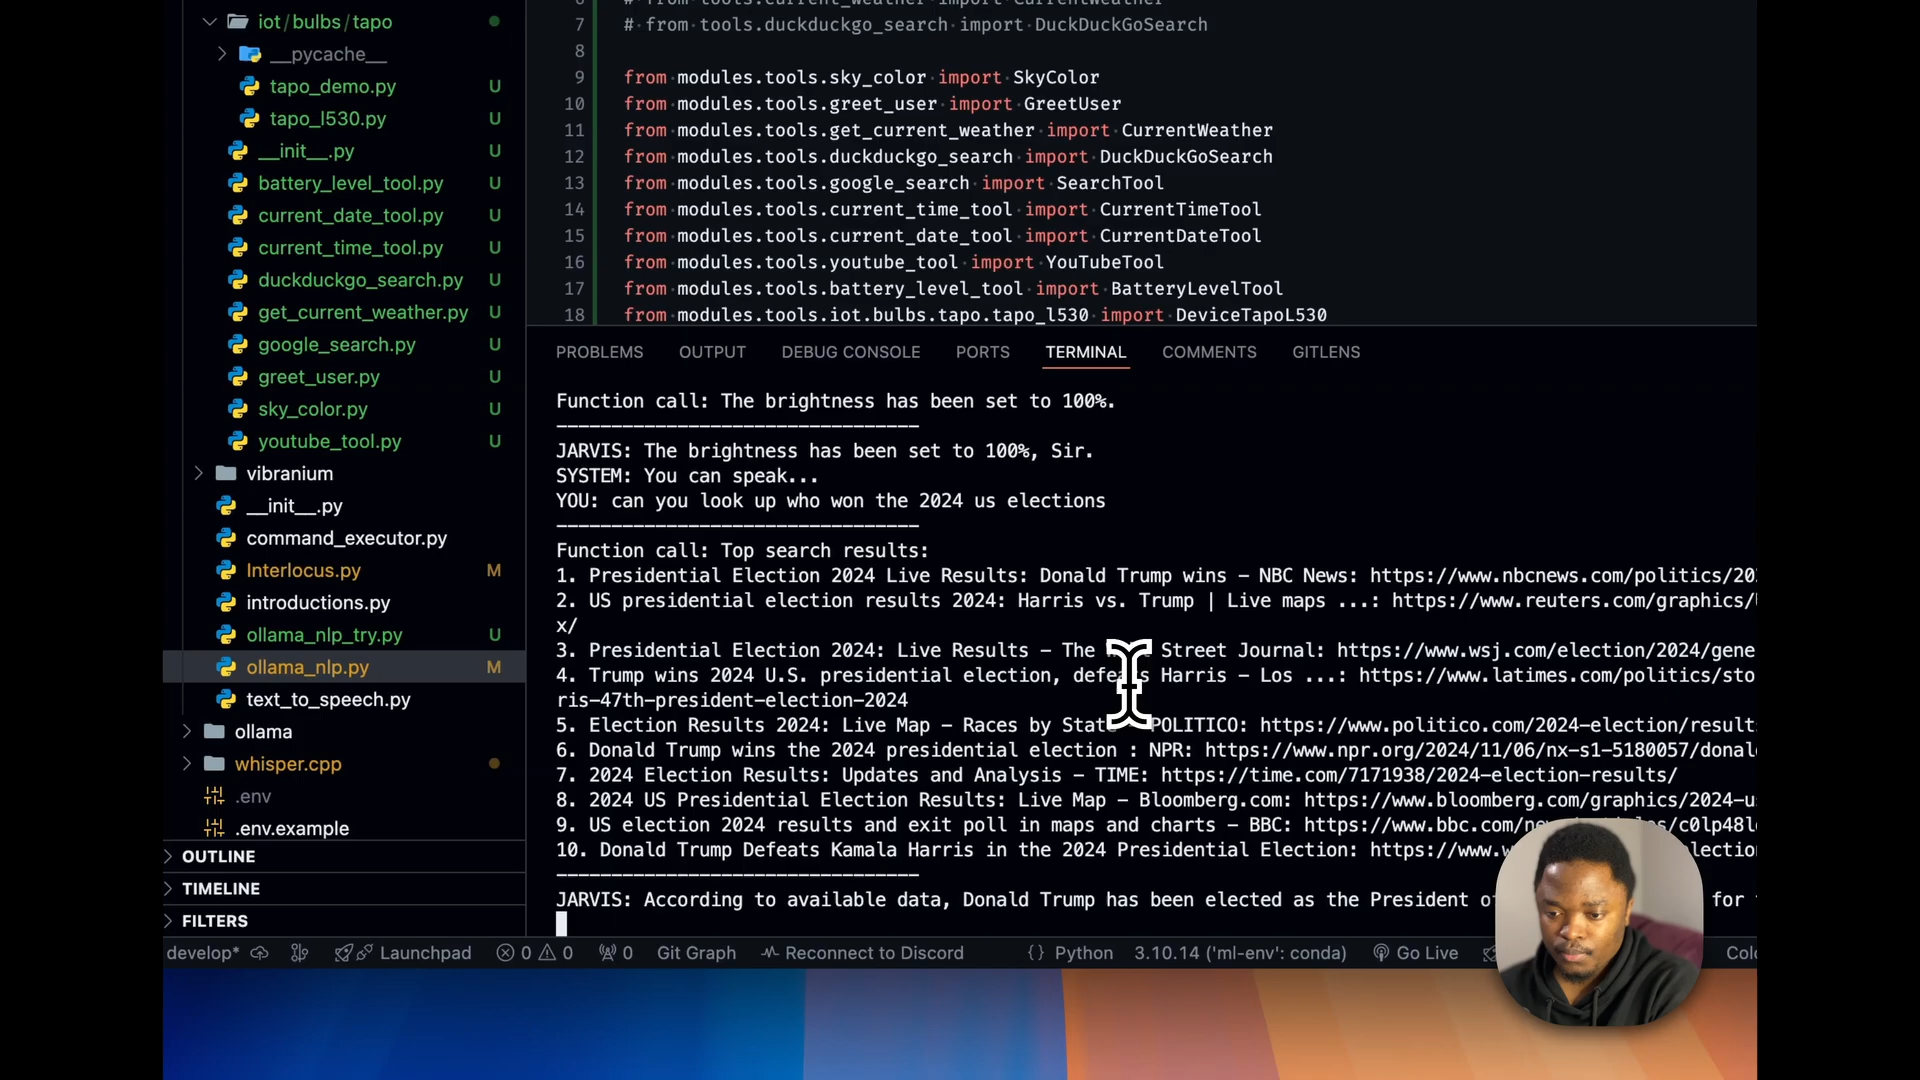 iot/bulbs/tapo
__pycache__
tapo_demo.py U
tapo_l530.py U
__init__.py U
battery_level_tool.py U
current_date_tool.py U
current_time_tool.py U
duckduckgo_search.py U
get_current_weather.py U
google_search.py U
greet_user.py U
sky_color.py U
youtube_tool.py U
vibranium
__init__.py
command_executor.py
Interlocus.py M
introductions.py
ollama_nlp_try.py U
ollama_nlp.py M
text_to_speech.py
ollama
whisper.cpp
.env
.env.example
OUTLINE
TIMELINE
FILTERS
6 # from tools.current_weather import CurrentWeather
7 # from tools.duckduckgo_search import DuckDuckGoSearch
8
9 from modules.tools.sky_color import SkyColor
10 from modules.tools.greet_user import GreetUser
11 from modules.tools.get_current_weather import CurrentWeather
12 from modules.tools.duckduckgo_search import DuckDuckGoSearch
13 from modules.tools.google_search import SearchTool
14 from modules.tools.current_time_tool import CurrentTimeTool
15 from modules.tools.current_date_tool import CurrentDateTool
16 from modules.tools.youtube_tool import YouTubeTool
17 from modules.tools.battery_level_tool import BatteryLevelTool
18 from modules.tools.iot.bulbs.tapo.tapo_l530 import DeviceTapoL530
PROBLEMS OUTPUT DEBUG CONSOLE PORTS TERMINAL COMMENTS GITLENS
Function call: The brightness has been set to 100%.
---------------------------------
JARVIS: The brightness has been set to 100%, Sir.
SYSTEM: You can speak...
YOU: can you look up who won the 2024 us elections
---------------------------------
Function call: Top search results:
1. Presidential Election 2024 Live Results: Donald Trump wins - NBC News: https://www.nbcnews.com/politics/20
2. US presidential election results 2024: Harris vs. Trump | Live maps ...: https://www.reuters.com/graphics/
x/
3. Presidential Election 2024: Live Results - The Street Journal: https://www.wsj.com/election/2024/gene
4. Trump wins 2024 U.S. presidential election, defeats Harris - Los ...: https://www.latimes.com/politics/sto
ris-47th-president-election-2024
5. Election Results 2024: Live Map - Races by State POLITICO: https://www.politico.com/2024-election/result
6. Donald Trump wins the 2024 presidential election : NPR: https://www.npr.org/2024/11/06/nx-s1-5180057/donal
7. 2024 Election Results: Updates and Analysis - TIME: https://time.com/7171938/2024-election-results/
8. 2024 US Presidential Election Results: Live Map - Bloomberg.com: https://www.bloomberg.com/graphics/2024-u
9. US election 2024 results and exit poll in maps and charts - BBC: https://www.bbc.com/ne /c0lp48l
10. Donald Trump Defeats Kamala Harris in the 2024 Presidential Election: https://www.w lectio
---------------------------------
JARVIS: According to available data, Donald Trump has been elected as the President of for
develop* Launchpad 0 0 0 Git Graph Reconnect to Discord {} Python 3.10.14 ('ml-env': conda) Go Live Colo